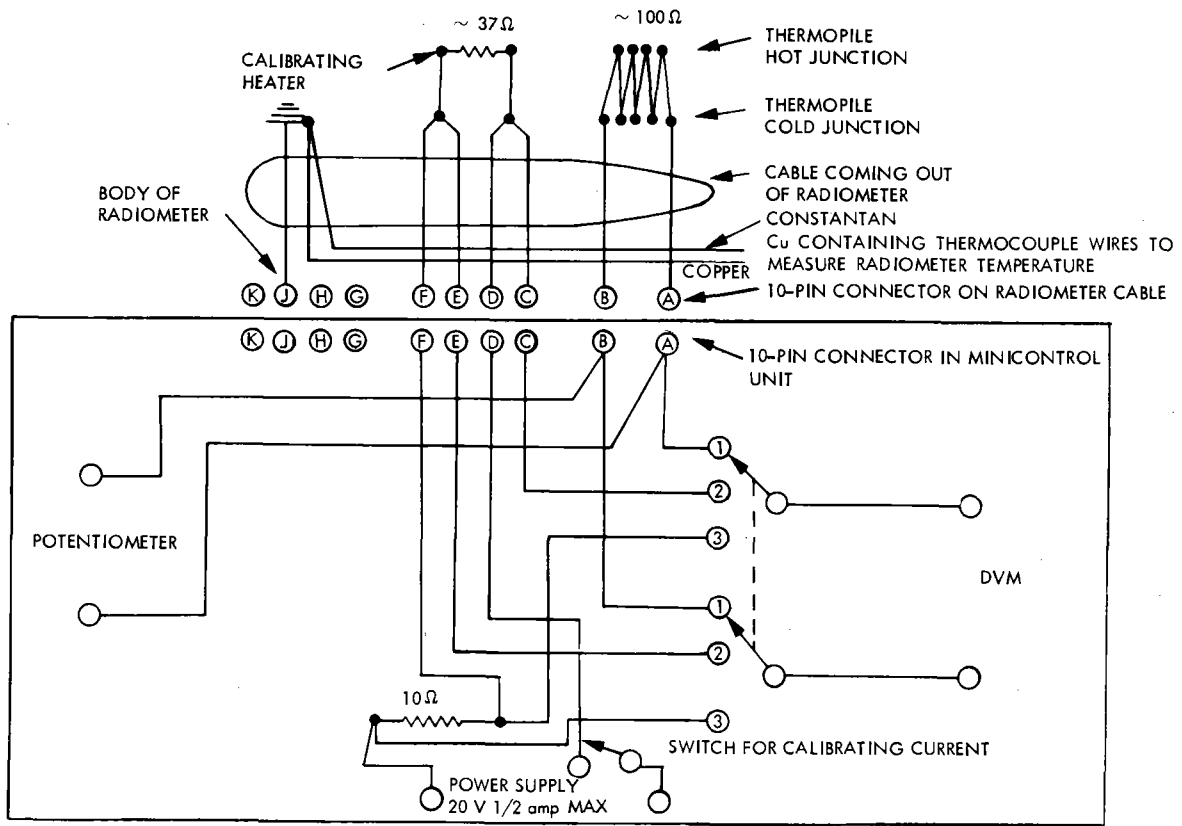 ~ 37Ω
~ 100Ω
CALIBRATING
HEATER
THERMOPILE
HOT JUNCTION
THERMOPILE
COLD JUNCTION
BODY OF
RADIOMETER
CABLE COMING OUT
OF RADIOMETER
CONSTANTAN
Cu CONTAINING THERMOCOUPLE WIRES TO
MEASURE RADIOMETER TEMPERATURE
COPPER
K J H G F E D C B A
10-PIN CONNECTOR ON RADIOMETER CABLE
K J H G F E D C B A
10-PIN CONNECTOR IN MINICONTROL
UNIT
1
2
3
POTENTIOMETER
DVM
1
2
3
10Ω
SWITCH FOR CALIBRATING CURRENT
POWER SUPPLY
20 V 1/2 amp MAX